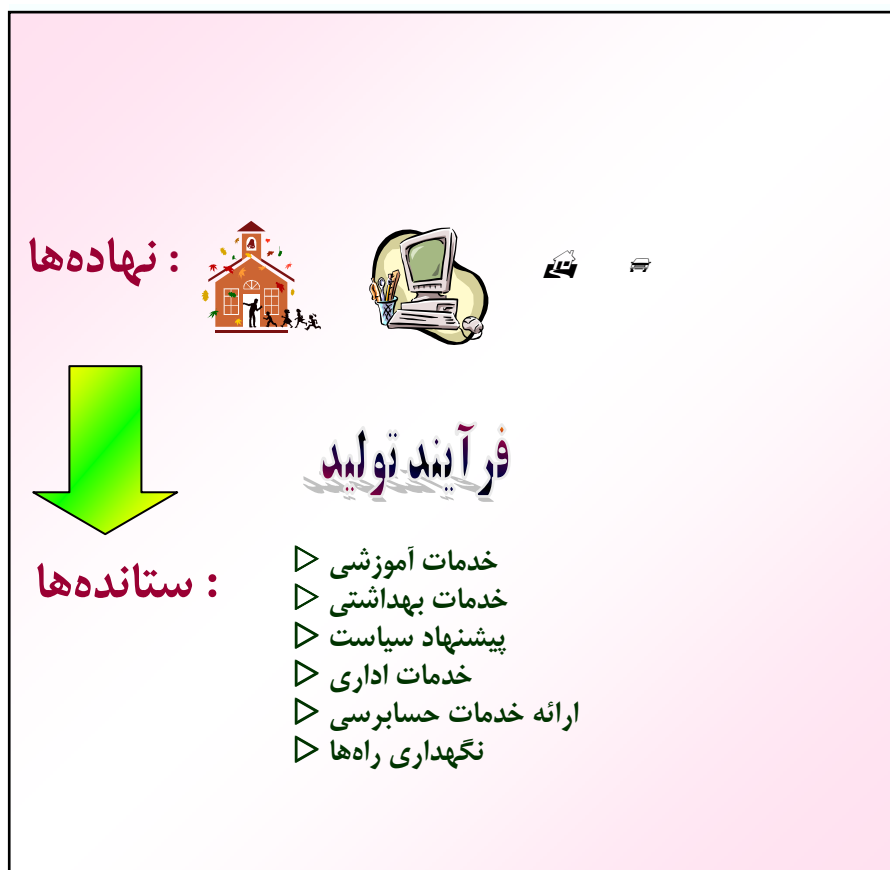 نهاده‌ها :
فرآیند تولید
ستانده‌ها :
خدمات آموزشی
خدمات بهداشتی
پیشنهاد سیاست
خدمات اداری
ارائه خدمات حسابرسی
نگهداری راه‌ها